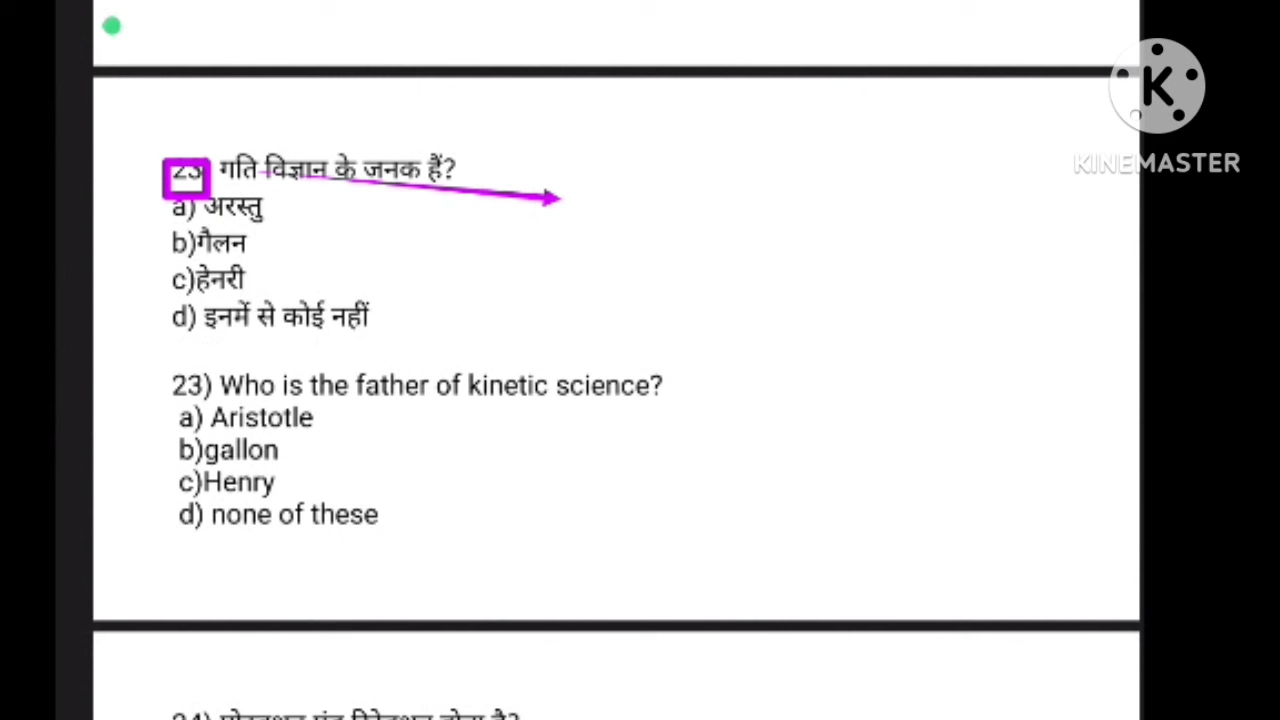 K
KINEMASTER
23) गति विज्ञान के जनक हैं?
a) अरस्तु
b)गैलन
c)हेनरी
d) इनमें से कोई नहीं
23) Who is the father of kinetic science?
a) Aristotle
b)gallon
c)Henry
d) none of these
24)